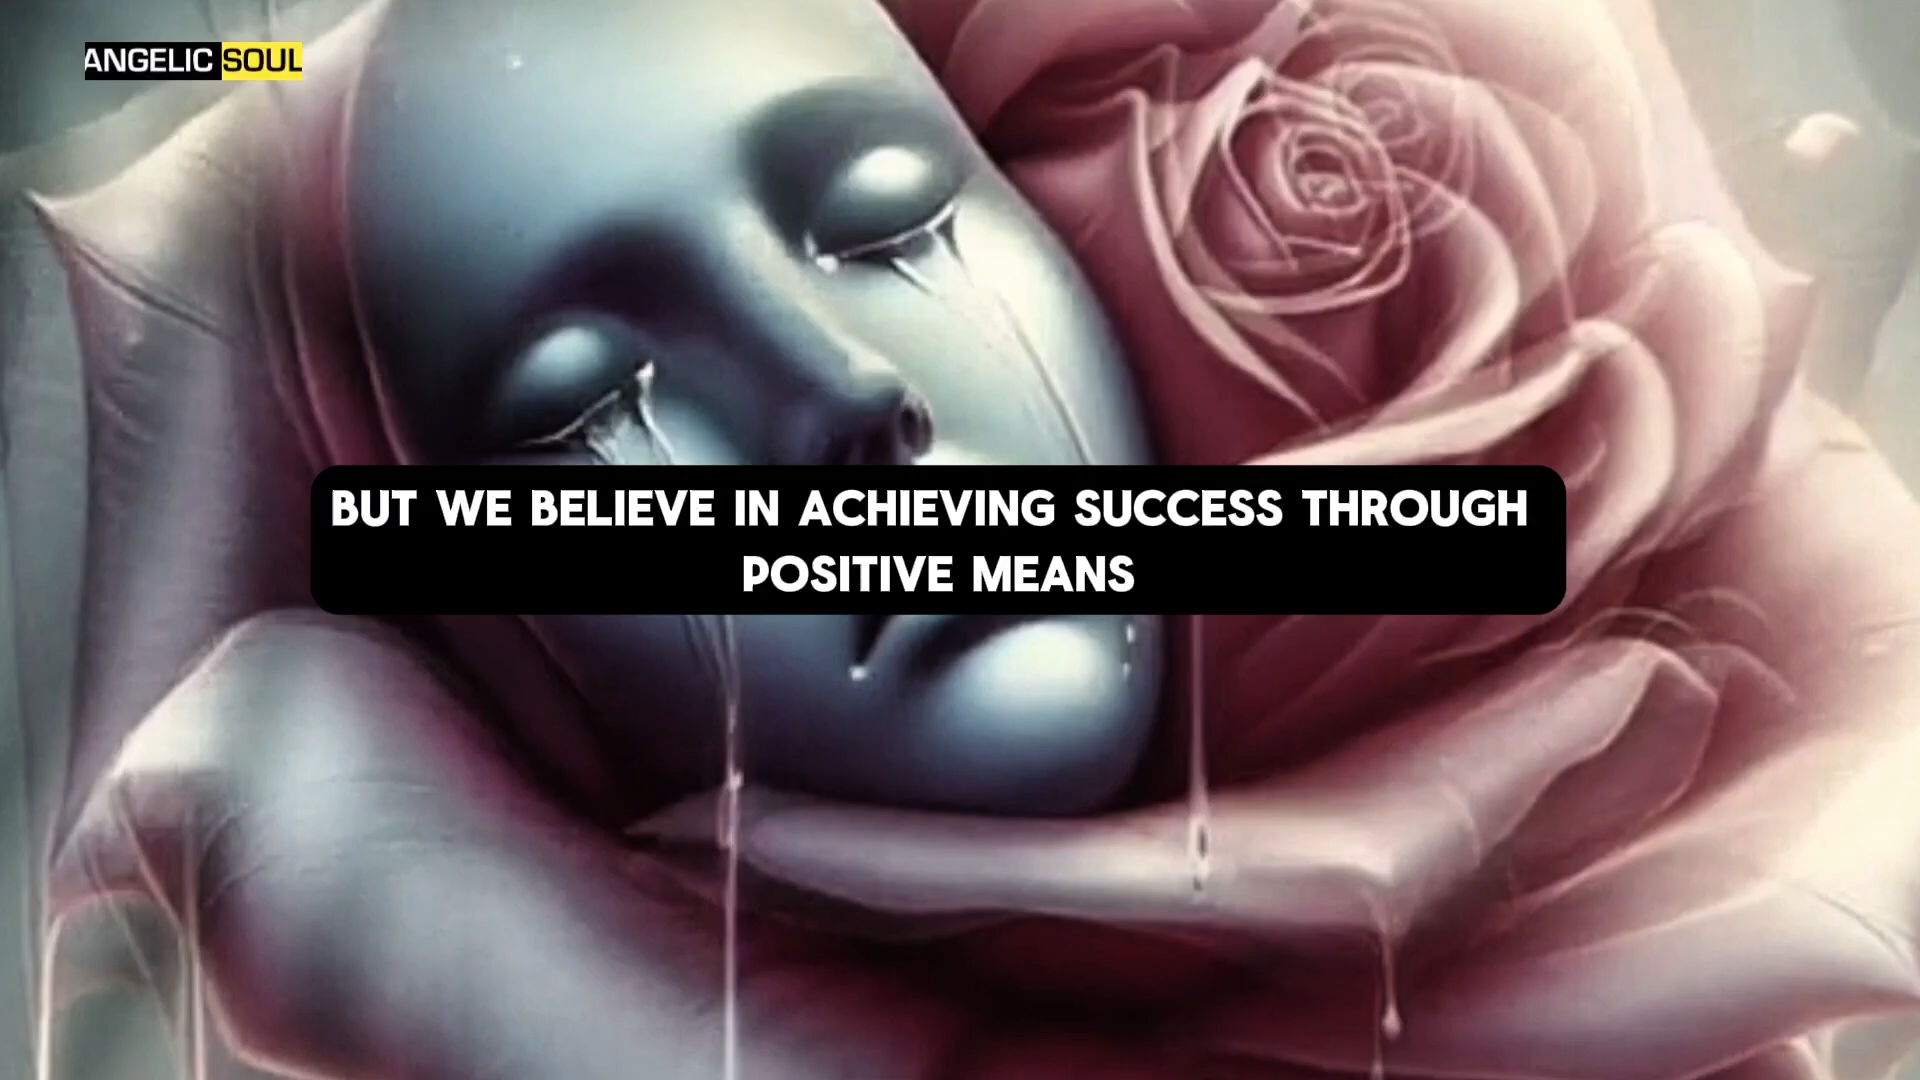 ANGELIC SOUL
BUT WE BELIEVE IN ACHIEVING SUCCESS THROUGH
POSITIVE MEANS